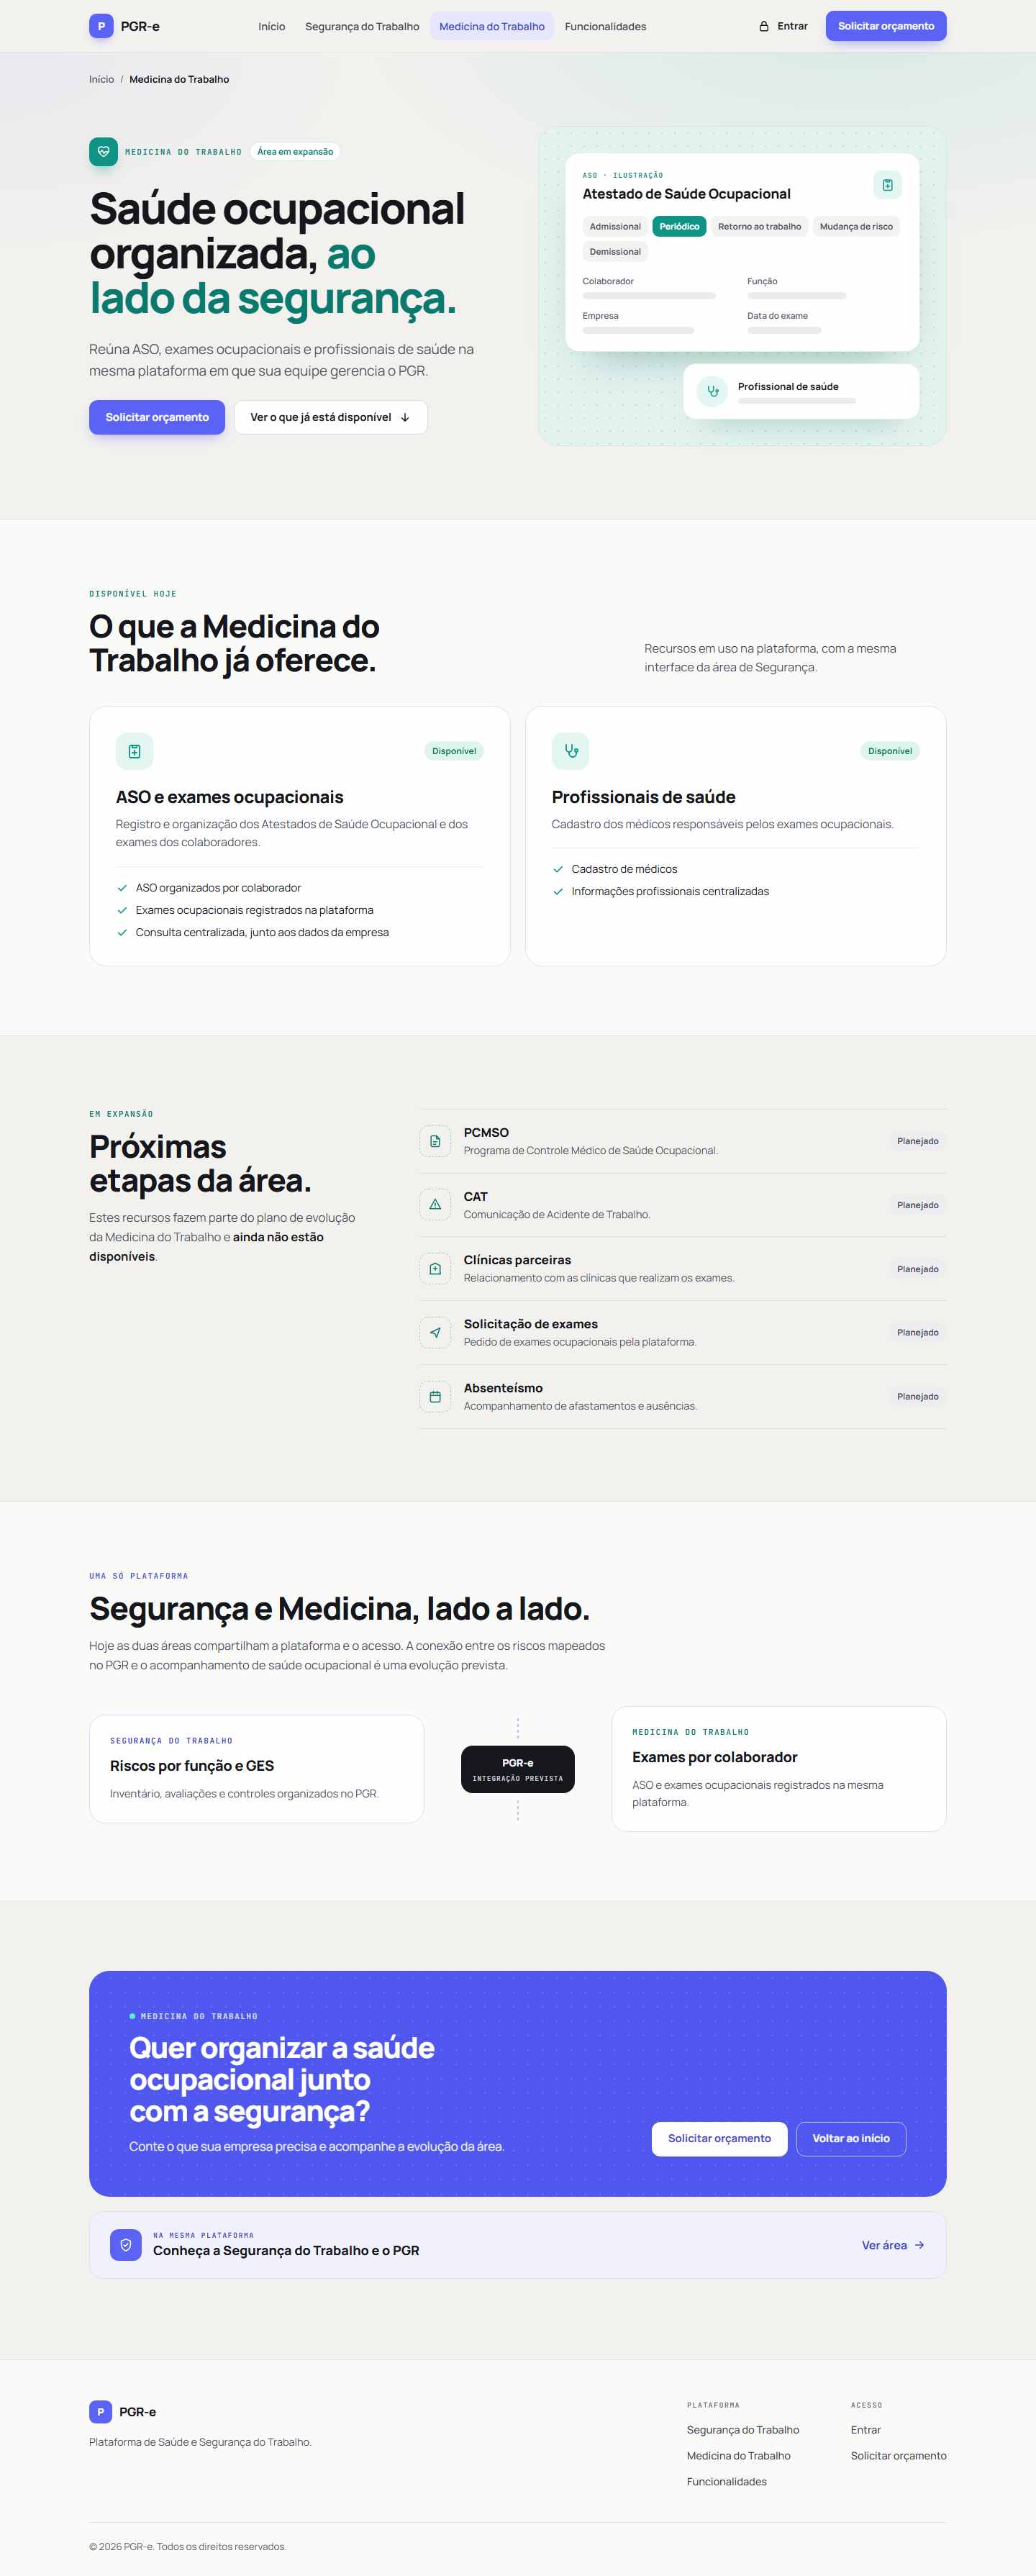 P PGR-e
Início
Segurança do Trabalho
Medicina do Trabalho
Funcionalidades
Entrar
Solicitar orçamento
Início / Medicina do Trabalho
MEDICINA DO TRABALHO
Área em expansão
Saúde ocupacional
organizada, ao
lado da segurança.
Reúna ASO, exames ocupacionais e profissionais de saúde na
mesma plataforma em que sua equipe gerencia o PGR.
Solicitar orçamento
Ver o que já está disponível
ASO · ILUSTRAÇÃO
Atestado de Saúde Ocupacional
Admissional
Periódico
Retorno ao trabalho
Mudança de risco
Demissional
Colaborador
Função
Empresa
Data do exame
Profissional de saúde
DISPONÍVEL HOJE
O que a Medicina do
Trabalho já oferece.
Recursos em uso na plataforma, com a mesma
interface da área de Segurança.
Disponível
ASO e exames ocupacionais
Registro e organização dos Atestados de Saúde Ocupacional e dos
exames dos colaboradores.
ASO organizados por colaborador
Exames ocupacionais registrados na plataforma
Consulta centralizada, junto aos dados da empresa
Disponível
Profissionais de saúde
Cadastro dos médicos responsáveis pelos exames ocupacionais.
Cadastro de médicos
Informações profissionais centralizadas
EM EXPANSÃO
Próximas
etapas da área.
Estes recursos fazem parte do plano de evolução
da Medicina do Trabalho e ainda não estão
disponíveis.
PCMSO
Programa de Controle Médico de Saúde Ocupacional.
Planejado
CAT
Comunicação de Acidente de Trabalho.
Planejado
Clínicas parceiras
Relacionamento com as clínicas que realizam os exames.
Planejado
Solicitação de exames
Pedido de exames ocupacionais pela plataforma.
Planejado
Absenteísmo
Acompanhamento de afastamentos e ausências.
Planejado
UMA SÓ PLATAFORMA
Segurança e Medicina, lado a lado.
Hoje as duas áreas compartilham a plataforma e o acesso. A conexão entre os riscos mapeados
no PGR e o acompanhamento de saúde ocupacional é uma evolução prevista.
SEGURANÇA DO TRABALHO
Riscos por função e GES
Inventário, avaliações e controles organizados no PGR.
PGR-e
INTEGRAÇÃO PREVISTA
MEDICINA DO TRABALHO
Exames por colaborador
ASO e exames ocupacionais registrados na mesma
plataforma.
MEDICINA DO TRABALHO
Quer organizar a saúde
ocupacional junto
com a segurança?
Conte o que sua empresa precisa e acompanhe a evolução da área.
Solicitar orçamento
Voltar ao início
NA MESMA PLATAFORMA
Conheça a Segurança do Trabalho e o PGR
Ver área
P PGR-e
Plataforma de Saúde e Segurança do Trabalho.
PLATAFORMA
Segurança do Trabalho
Medicina do Trabalho
Funcionalidades
ACESSO
Entrar
Solicitar orçamento
© 2026 PGR-e. Todos os direitos reservados.